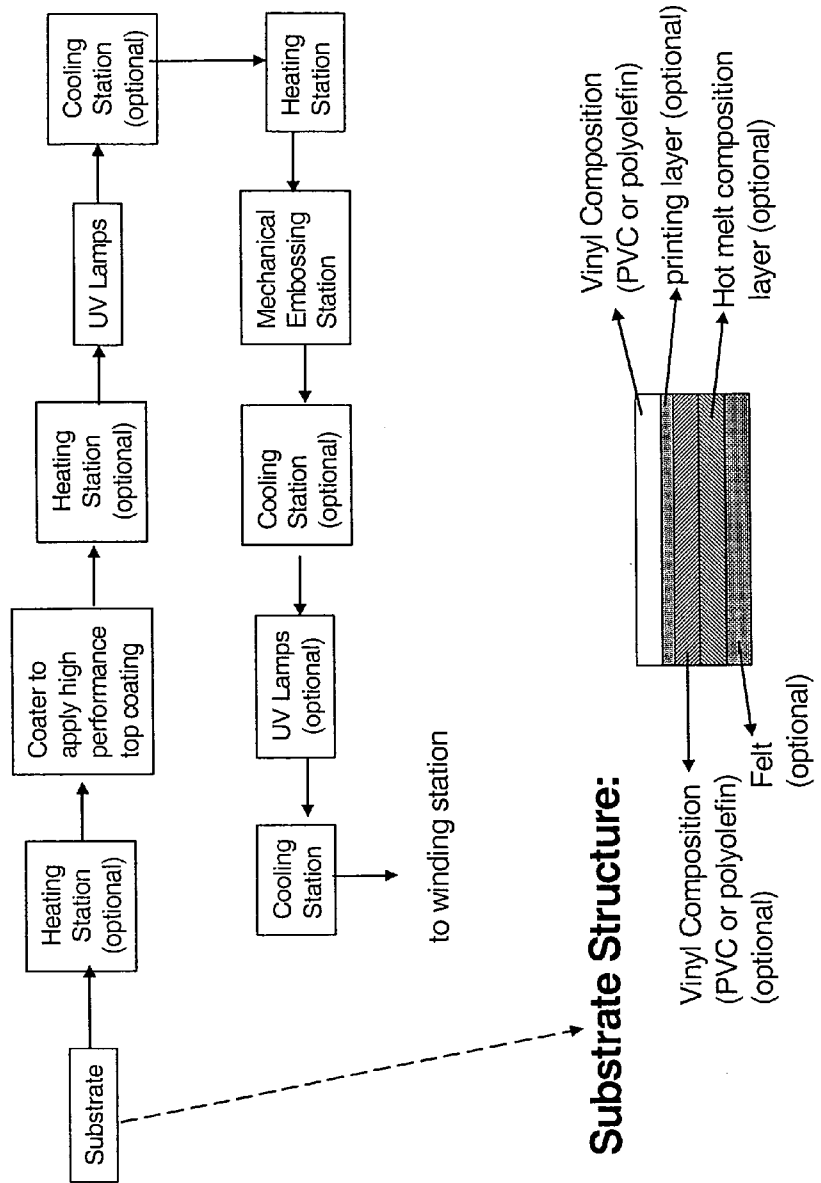 Substrate
Heating
Station
(optional)
Coater to
apply high
performance
top coating
Heating
Station
(optional)
UV Lamps
Cooling
Station
(optional)
Heating
Station
Mechanical
Embossing
Station
Cooling
Station
(optional)
UV Lamps
(optional)
Cooling
Station
to winding station
Substrate Structure:
Vinyl Composition
(PVC or polyolefin)
(optional)
Felt
(optional)
Vinyl Composition
(PVC or polyolefin)
printing layer (optional)
Hot melt composition
layer (optional)